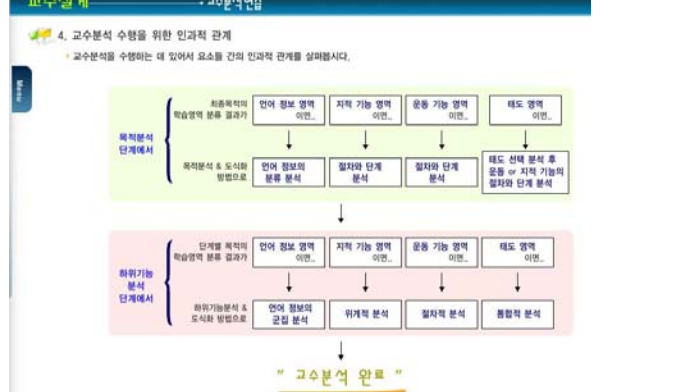 교수설계
교수분석 연습
4. 교수분석 수행을 위한 인과적 관계
교수분석을 수행하는 데 있어서 요소들 간의 인과적 관계를 살펴봅시다.
Menu
목적분석
단계에서
최종목적의
학습영역 분류 결과가
언어 정보 영역
이면..
지적 기능 영역
이면..
운동 기능 영역
이면..
태도 영역
이면..
목적분석 & 도식화
방법으로
언어 정보의
분류 분석
절차와 단계
분석
절차와 단계
분석
태도 선택 분석 후
운동 or 지적 기능의
절차와 단계 분석
하위기능
분석
단계에서
단계별 목적의
학습영역 분류 결과가
언어 정보 영역
이면..
지적 기능 영역
이면..
운동 기능 영역
이면..
태도 영역
이면..
하위기능분석 &
도식화 방법으로
언어 정보의
군집 분석
위계적 분석
절차적 분석
통합적 분석
" 교수분석 완료 "